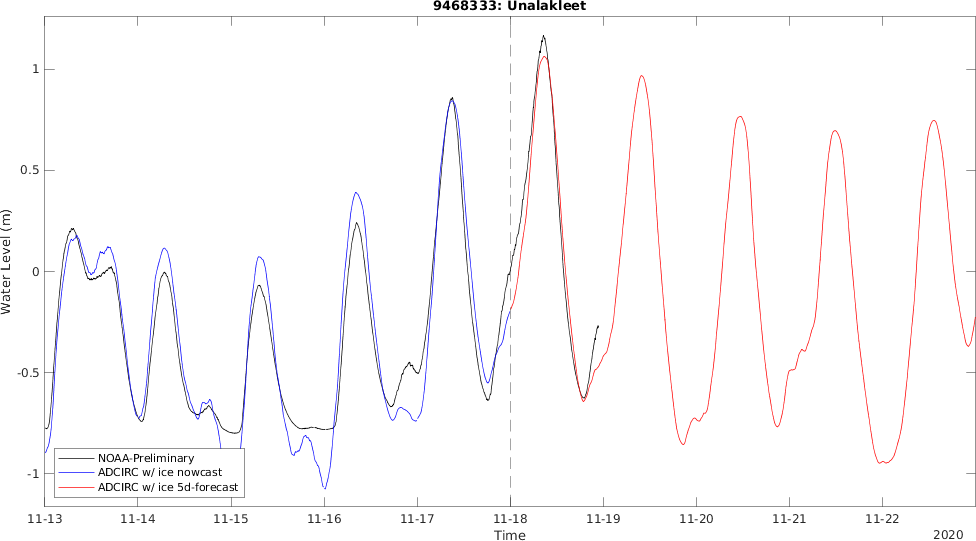 9468333: Unalakleet
Water Level (m)
1
0.5
0
-0.5
-1
NOAA-Preliminary
ADCIRC w/ ice nowcast
ADCIRC w/ ice 5d-forecast
11-13 11-14 11-15 11-16 11-17 11-18 11-19 11-20 11-21 11-22
Time
2020